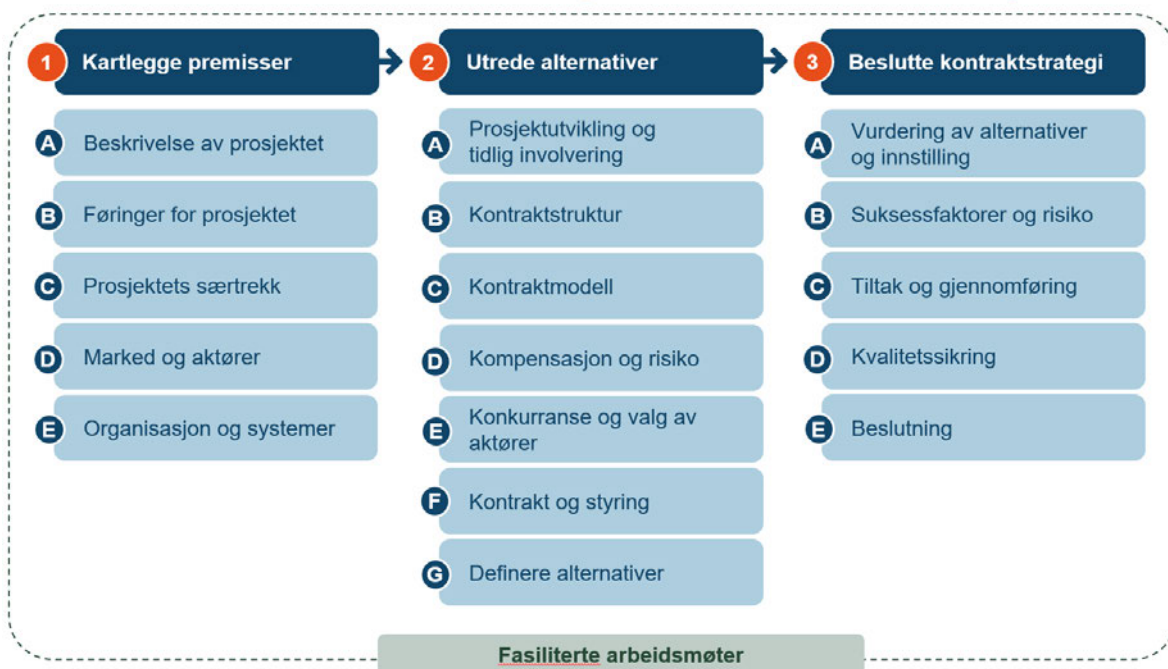 1 Kartlegge premisser
A Beskrivelse av prosjektet
B Føringer for prosjektet
C Prosjektets særtrekk
D Marked og aktører
E Organisasjon og systemer
2 Utrede alternativer
A Prosjektutvikling og
tidlig involvering
B Kontraktstruktur
C Kontraktmodell
D Kompensasjon og risiko
E Konkurranse og valg av
aktører
F Kontrakt og styring
G Definere alternativer
3 Beslutte kontraktstrategi
A Vurdering av alternativer
og innstilling
B Suksessfaktorer og risiko
C Tiltak og gjennomføring
D Kvalitetssikring
E Beslutning
Fasiliterte arbeidsmøter